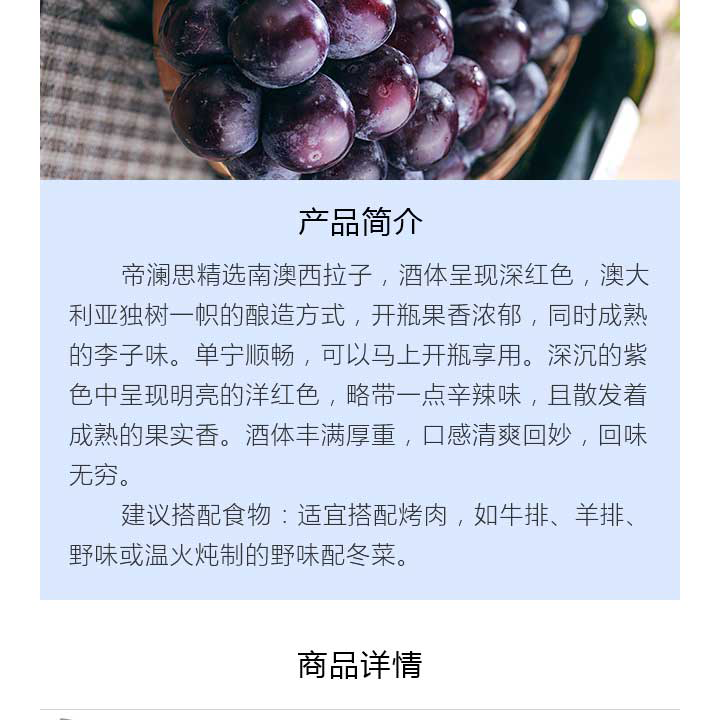 产品简介
帝澜思精选南澳西拉子，酒体呈现深红色，澳大
利亚独树一帜的酿造方式，开瓶果香浓郁，同时成熟
的李子味。单宁顺畅，可以马上开瓶享用。深沉的紫
色中呈现明亮的洋红色，略带一点辛辣味，且散发着
成熟的果实香。酒体丰满厚重，口感清爽回妙，回味
无穷。
建议搭配食物：适宜搭配烤肉，如牛排、羊排、
野味或温火炖制的野味配冬菜。
商品详情